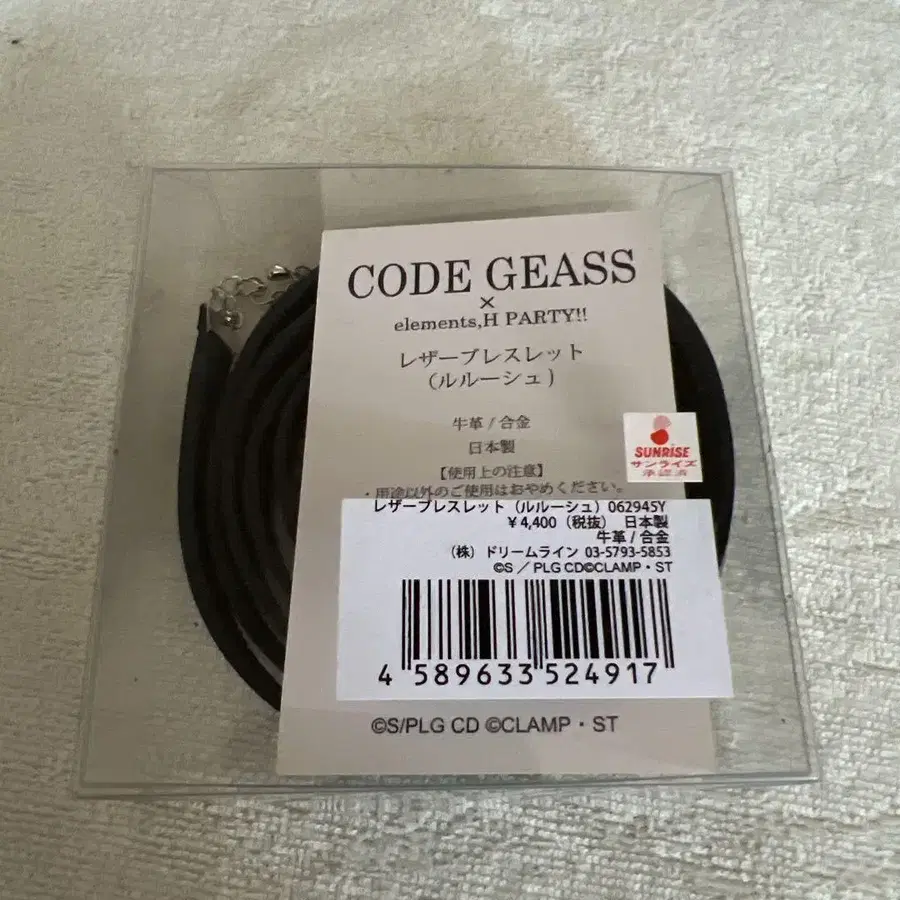 CODE GEASS
×
elements,H PARTY!!
レザーブレスレット
(ルルーシュ)
牛革 / 合金
日本製
【使用上の注意】
・用途以外のご使用はおやめください。
SUNRISE
サンライズ
承認済
レザーブレスレット（ルルーシュ）062945Y
￥4,400（税抜） 日本製
牛革 / 合金
（株）ドリームライン 03-5793-5853
©S／PLG CD©CLAMP・ST
4 589633 524917
©S/PLG CD ©CLAMP・ST